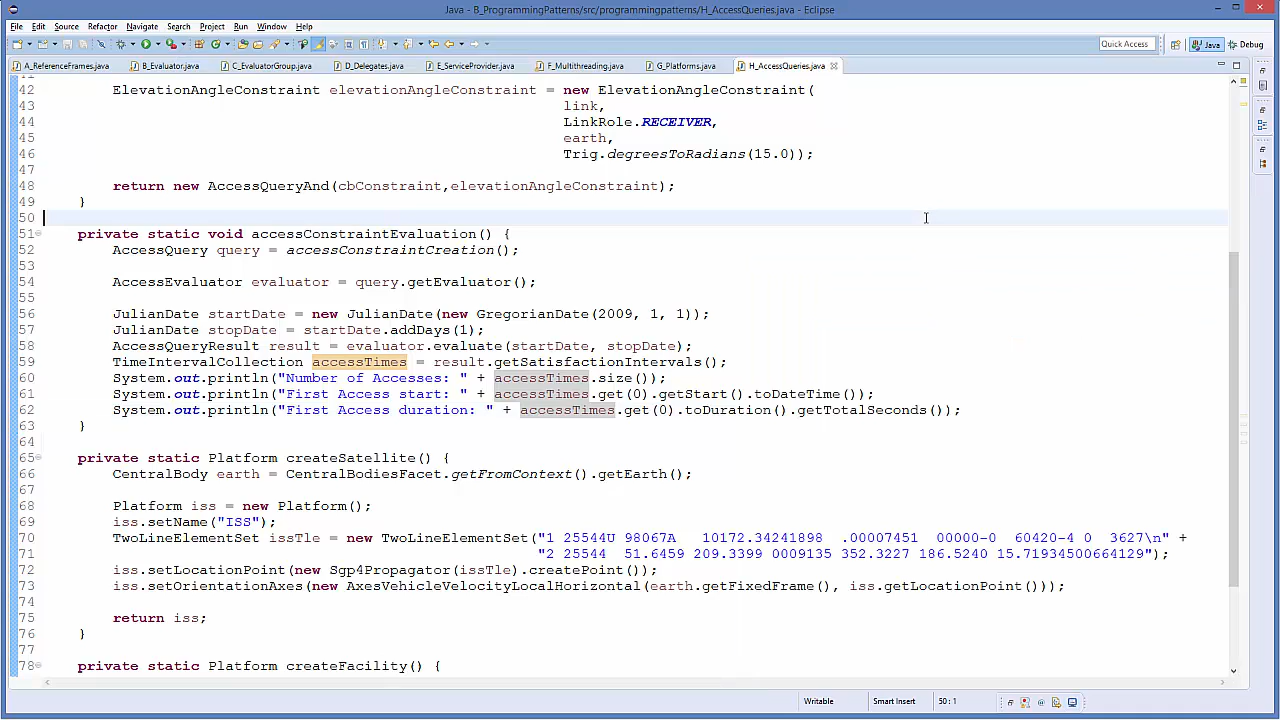 Java - B_ProgrammingPatterns/src/programmingpatterns/H_AccessQueries.java - Eclipse
File Edit Source Refactor Navigate Search Project Run Window Help
Quick Access Java Debug
A_ReferenceFrames.java B_Evaluator.java C_EvaluatorGroup.java D_Delegates.java E_ServiceProvider.java F_Multithreading.java G_Platforms.java H_AccessQueries.java
42 ElevationAngleConstraint elevationAngleConstraint = new ElevationAngleConstraint(
43 link,
44 LinkRole.RECEIVER,
45 earth,
46 Trig.degreesToRadians(15.0));
47
48 return new AccessQueryAnd(cbConstraint,elevationAngleConstraint);
49 }
50
51 private static void accessConstraintEvaluation() {
52 AccessQuery query = accessConstraintCreation();
53
54 AccessEvaluator evaluator = query.getEvaluator();
55
56 JulianDate startDate = new JulianDate(new GregorianDate(2009, 1, 1));
57 JulianDate stopDate = startDate.addDays(1);
58 AccessQueryResult result = evaluator.evaluate(startDate, stopDate);
59 TimeIntervalCollection accessTimes = result.getSatisfactionIntervals();
60 System.out.println("Number of Accesses: " + accessTimes.size());
61 System.out.println("First Access start: " + accessTimes.get(0).getStart().toDateTime());
62 System.out.println("First Access duration: " + accessTimes.get(0).toDuration().getTotalSeconds());
63 }
64
65 private static Platform createSatellite() {
66 CentralBody earth = CentralBodiesFacet.getFromContext().getEarth();
67
68 Platform iss = new Platform();
69 iss.setName("ISS");
70 TwoLineElementSet issTle = new TwoLineElementSet("1 25544U 98067A 10172.34241898 .00007451 00000-0 60420-4 0 3627\n" +
71 "2 25544 51.6459 209.3399 0009135 352.3227 186.5240 15.71934500664129");
72 iss.setLocationPoint(new Sgp4Propagator(issTle).createPoint());
73 iss.setOrientationAxes(new AxesVehicleVelocityLocalHorizontal(earth.getFixedFrame(), iss.getLocationPoint()));
74
75 return iss;
76 }
77
78 private static Platform createFacility() {
Writable Smart Insert 50 : 1